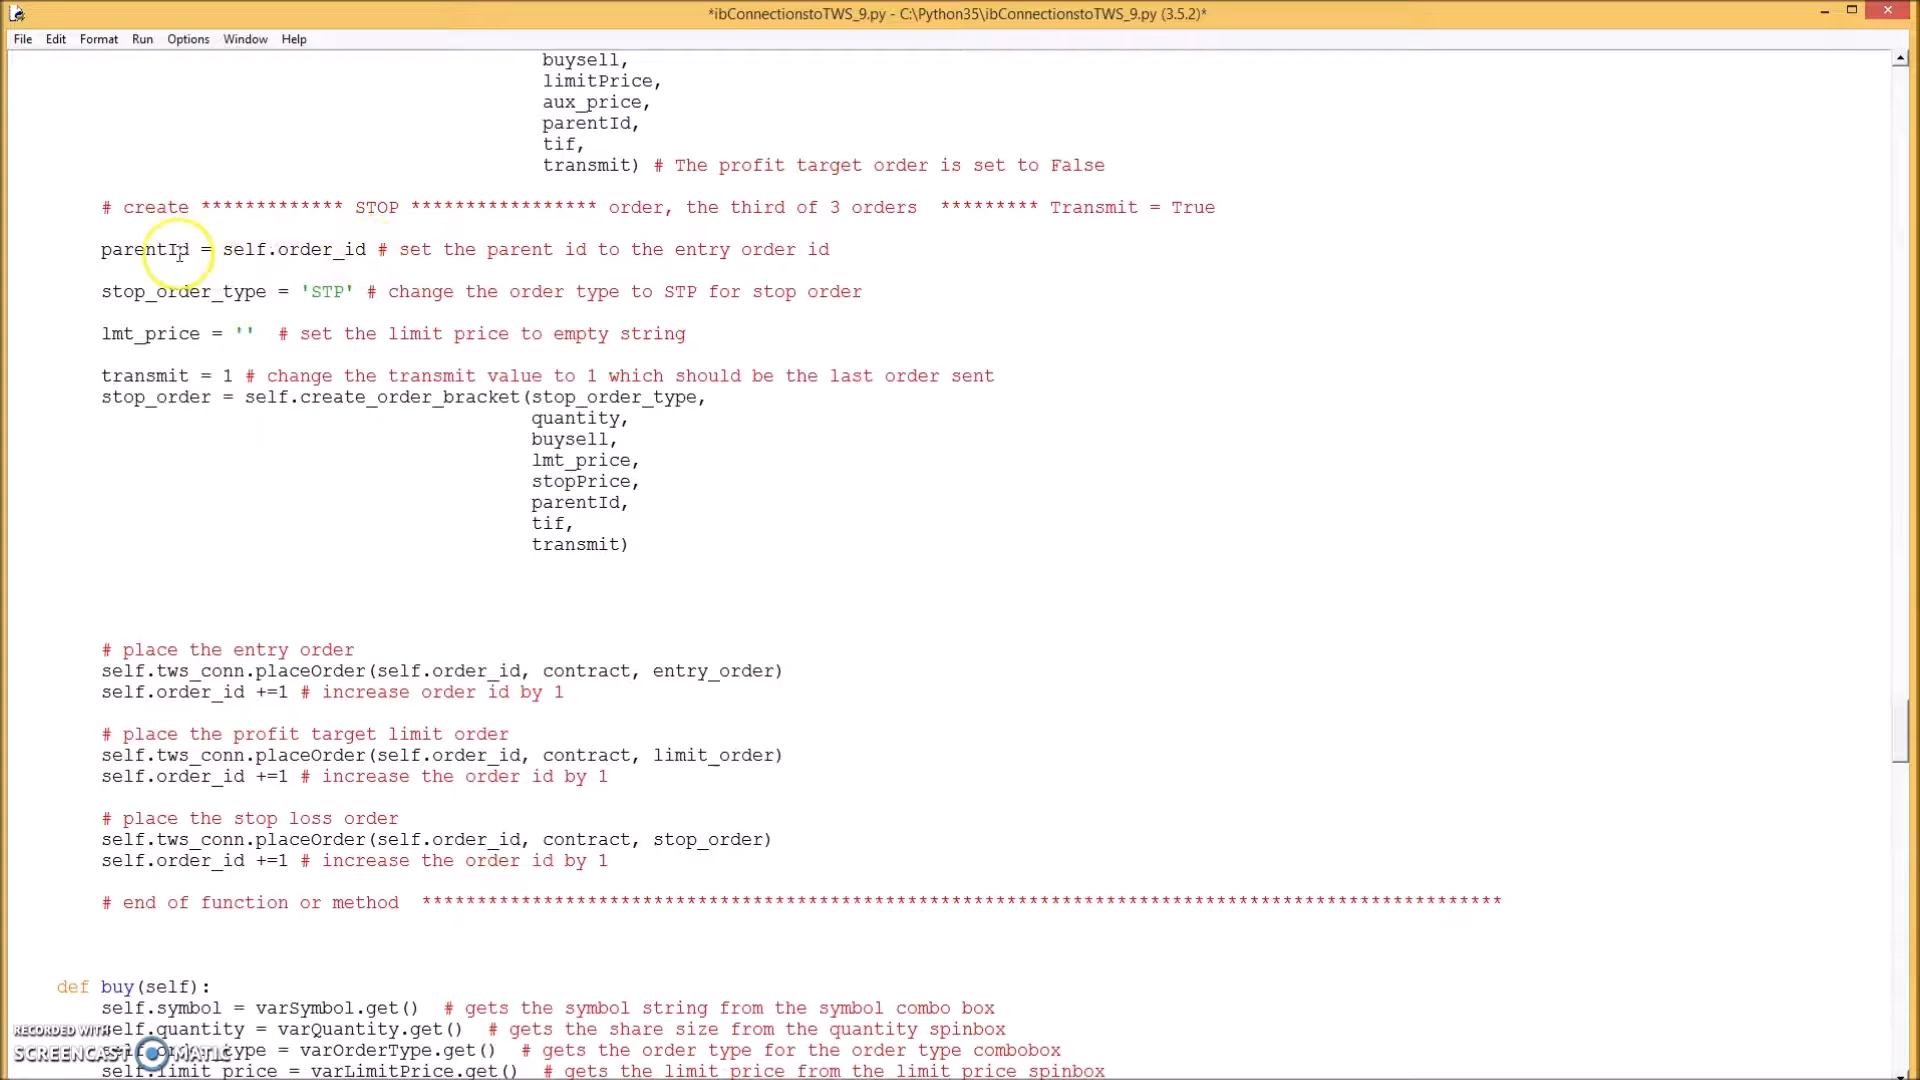 *ibConnectionstoTWS_9.py - C:\Python35\ibConnectionstoTWS_9.py (3.5.2)*
File Edit Format Run Options Window Help
buysell,
limitPrice,
aux_price,
parentId,
tif,
transmit) # The profit target order is set to False
# create ************* STOP ***************** order, the third of 3 orders ********* Transmit = True
parentId = self.order_id # set the parent id to the entry order id
stop_order_type = 'STP' # change the order type to STP for stop order
lmt_price = '' # set the limit price to empty string
transmit = 1 # change the transmit value to 1 which should be the last order sent
stop_order = self.create_order_bracket(stop_order_type,
quantity,
buysell,
lmt_price,
stopPrice,
parentId,
tif,
transmit)
# place the entry order
self.tws_conn.placeOrder(self.order_id, contract, entry_order)
self.order_id +=1 # increase order id by 1
# place the profit target limit order
self.tws_conn.placeOrder(self.order_id, contract, limit_order)
self.order_id +=1 # increase the order id by 1
# place the stop loss order
self.tws_conn.placeOrder(self.order_id, contract, stop_order)
self.order_id +=1 # increase the order id by 1
# end of function or method **************************************************************************************************
def buy(self):
self.symbol = varSymbol.get() # gets the symbol string from the symbol combo box
self.quantity = varQuantity.get() # gets the share size from the quantity spinbox
type = varOrderType.get() # gets the order type for the order type combobox
self.limit_price = varLimitPrice.get() # gets the limit price from the limit price spinbox
RECORDED WITH
SCREENCAST MATIC